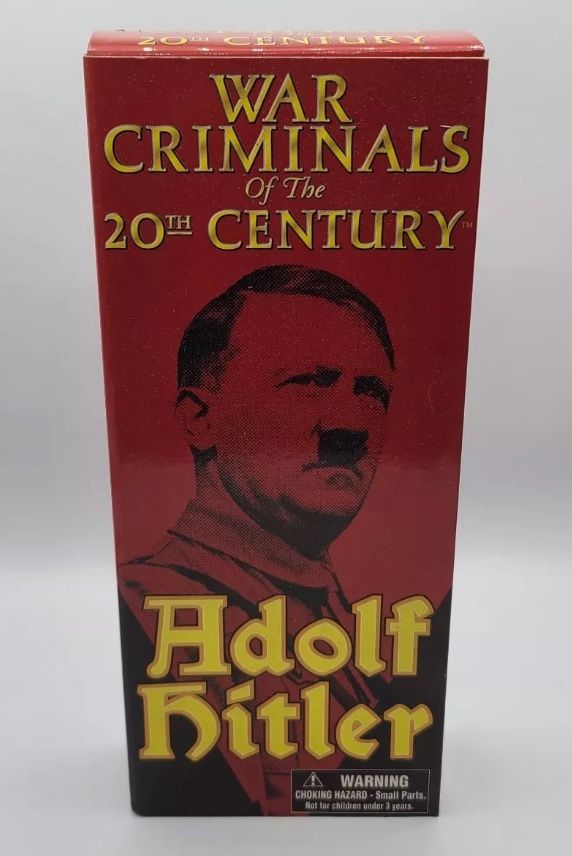 20TH CENTURY
WAR
CRIMINALS
Of The
20TH CENTURY™
Adolf
Hitler
WARNING
CHOKING HAZARD - Small Parts.
Not for children under 3 years.